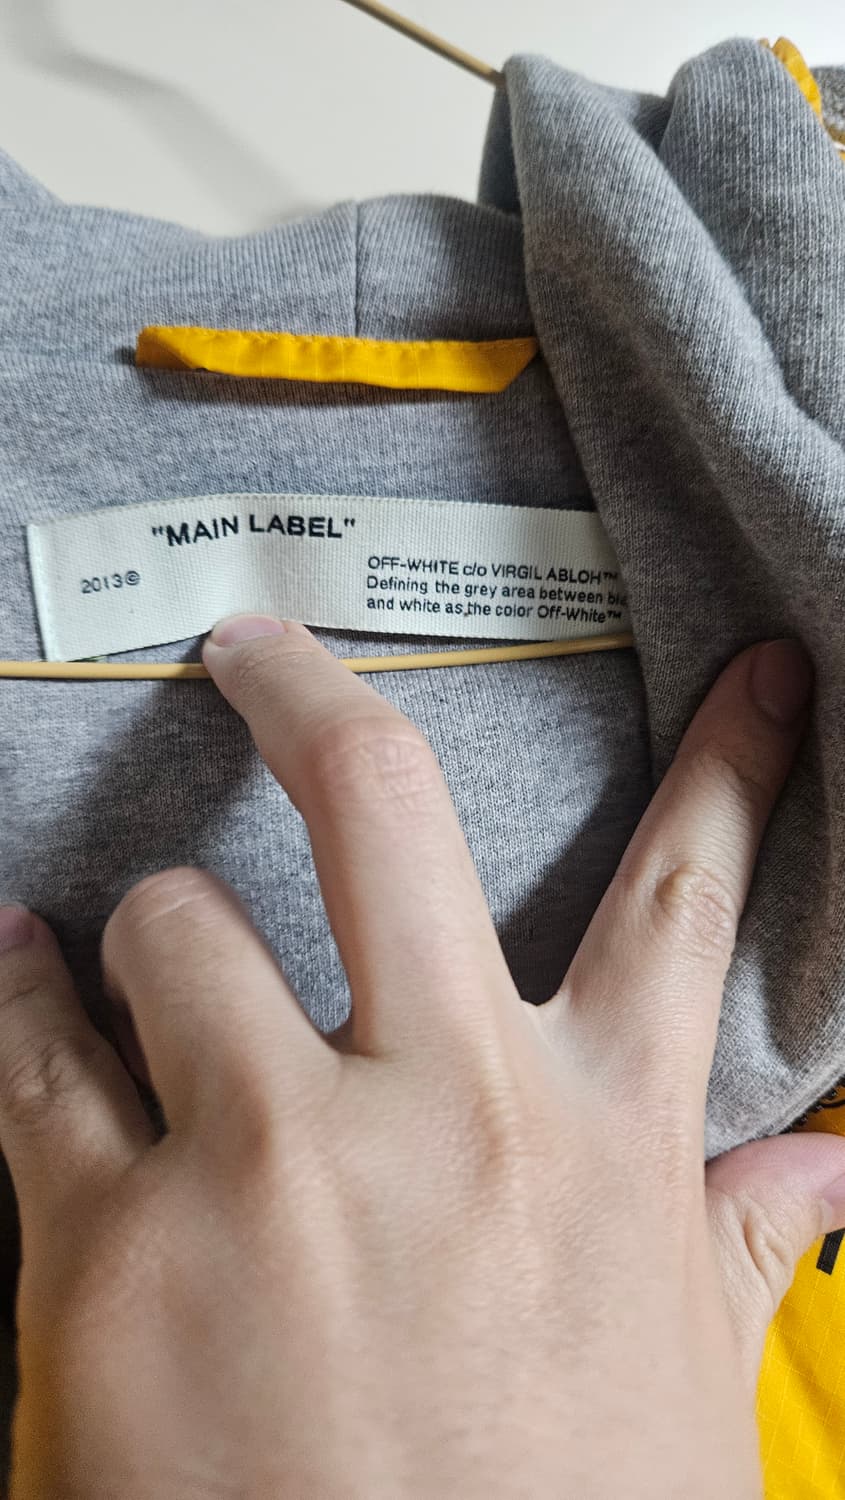 "MAIN LABEL"
2013©
OFF-WHITE c/o VIRGIL ABLOH™
Defining the grey area between
and white as the color Off-White™